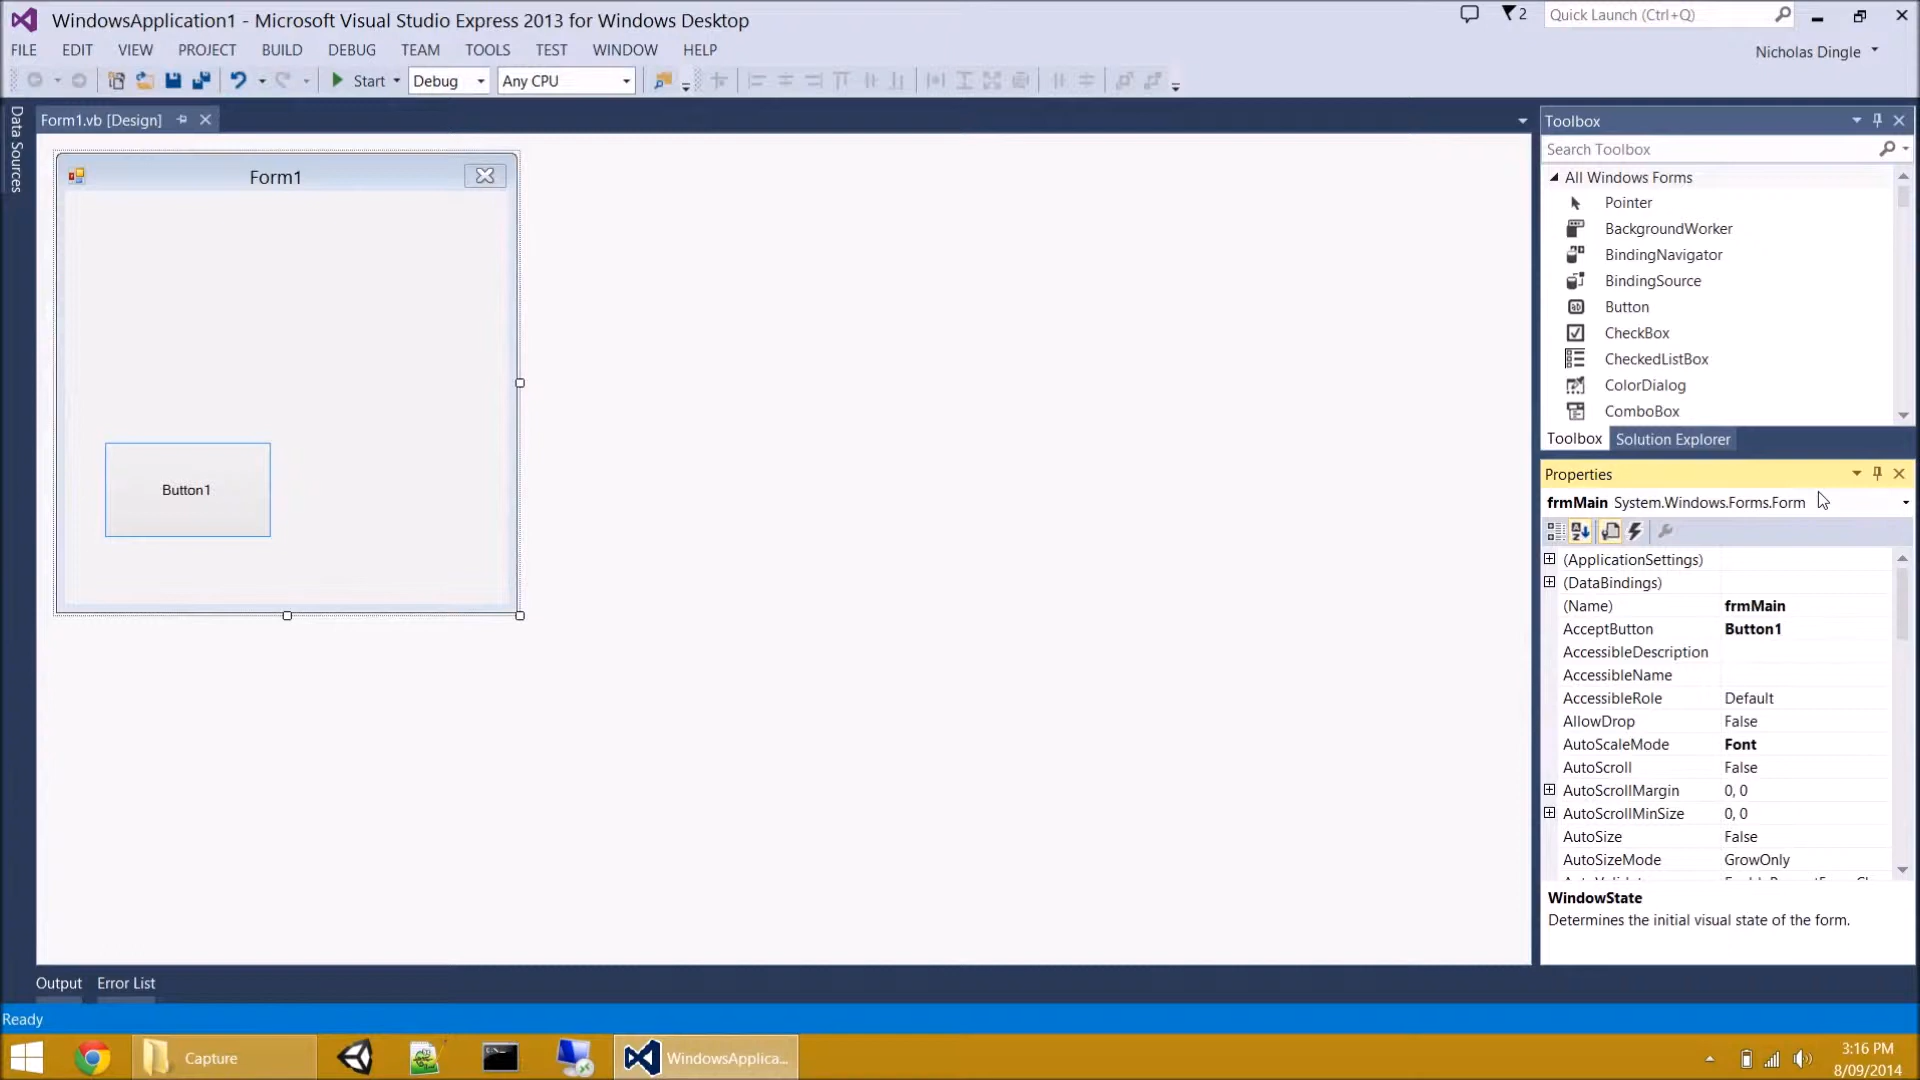 WindowsApplication1 - Microsoft Visual Studio Express 2013 for Windows Desktop
2
Quick Launch (Ctrl+Q)
FILE EDIT VIEW PROJECT BUILD DEBUG TEAM TOOLS TEST WINDOW HELP
Nicholas Dingle
Start
Debug
Any CPU
Data Sources
Form1.vb [Design]
Form1
Button1
Toolbox
Search Toolbox
All Windows Forms
Pointer
BackgroundWorker
BindingNavigator
BindingSource
Button
CheckBox
CheckedListBox
ColorDialog
ComboBox
Toolbox Solution Explorer
Properties
frmMain System.Windows.Forms.Form
(ApplicationSettings)
(DataBindings)
(Name) frmMain
AcceptButton Button1
AccessibleDescription
AccessibleName
AccessibleRole Default
AllowDrop False
AutoScaleMode Font
AutoScroll False
AutoScrollMargin 0, 0
AutoScrollMinSize 0, 0
AutoSize False
AutoSizeMode GrowOnly
WindowState
Determines the initial visual state of the form.
Output Error List
Ready
Capture
WindowsApplica...
3:16 PM
8/09/2014